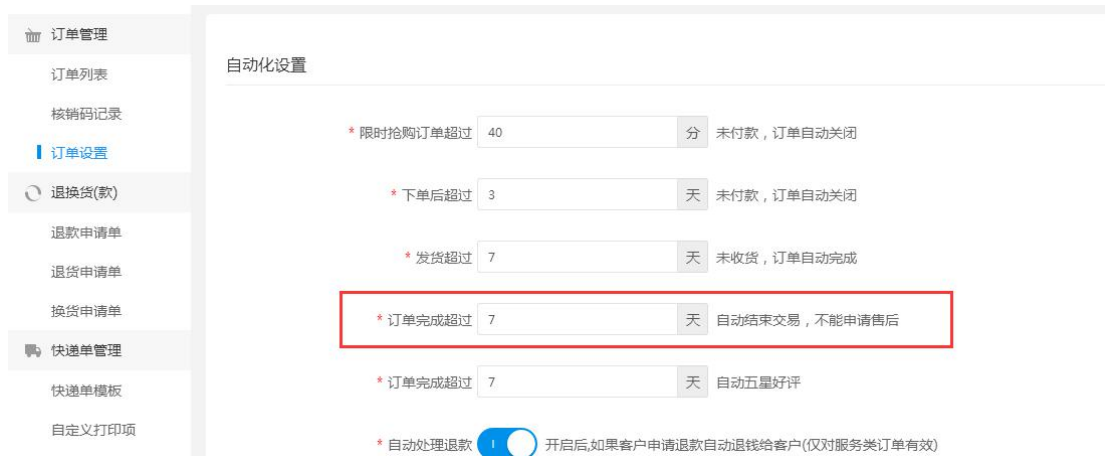 订单管理
订单列表
核销码记录
订单设置
退换货(款)
退款申请单
退货申请单
换货申请单
快递单管理
快递单模板
自定义打印项
自动化设置
* 限时抢购订单超过 40 分 未付款，订单自动关闭
* 下单后超过 3 天 未付款，订单自动关闭
* 发货超过 7 天 未收货，订单自动完成
* 订单完成超过 7 天 自动结束交易，不能申请售后
* 订单完成超过 7 天 自动五星好评
* 自动处理退款 开启后,如果客户申请退款自动退钱给客户(仅对服务类订单有效)